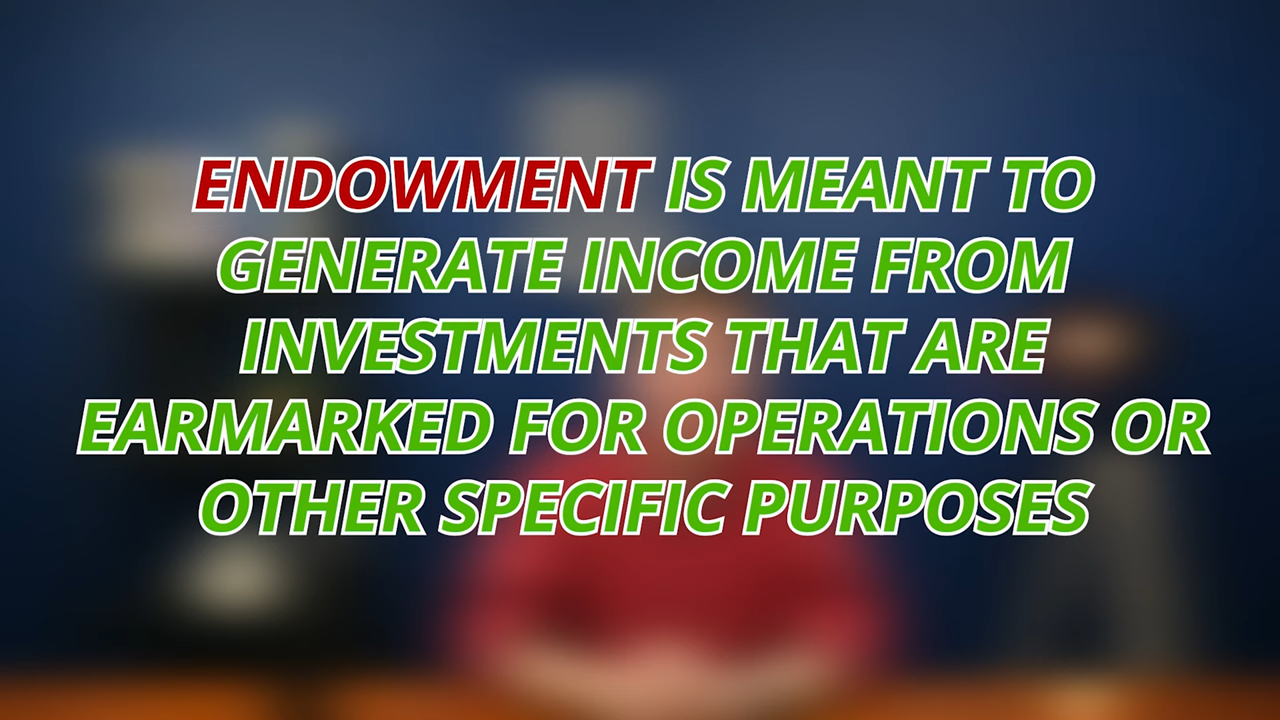 ENDOWMENT IS MEANT TO
GENERATE INCOME FROM
INVESTMENTS THAT ARE
EARMARKED FOR OPERATIONS OR
OTHER SPECIFIC PURPOSES